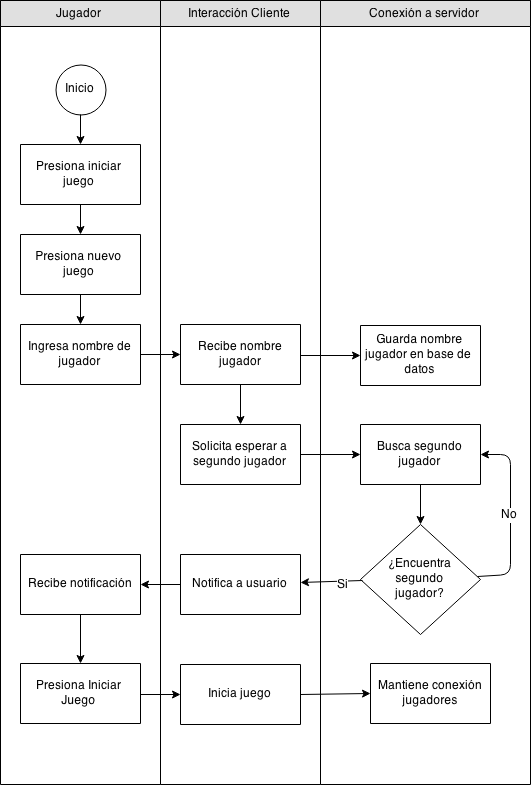 Jugador
Interacción Cliente
Conexión a servidor
Inicio
Presiona iniciar
juego
Presiona nuevo
juego
Ingresa nombre de
jugador
Recibe nombre
jugador
Guarda nombre
jugador en base de
datos
Solicita esperar a
segundo jugador
Busca segundo
jugador
No
¿Encuentra
segundo
jugador?
Si
Notifica a usuario
Recibe notificación
Presiona Iniciar
Juego
Inicia juego
Mantiene conexión
jugadores